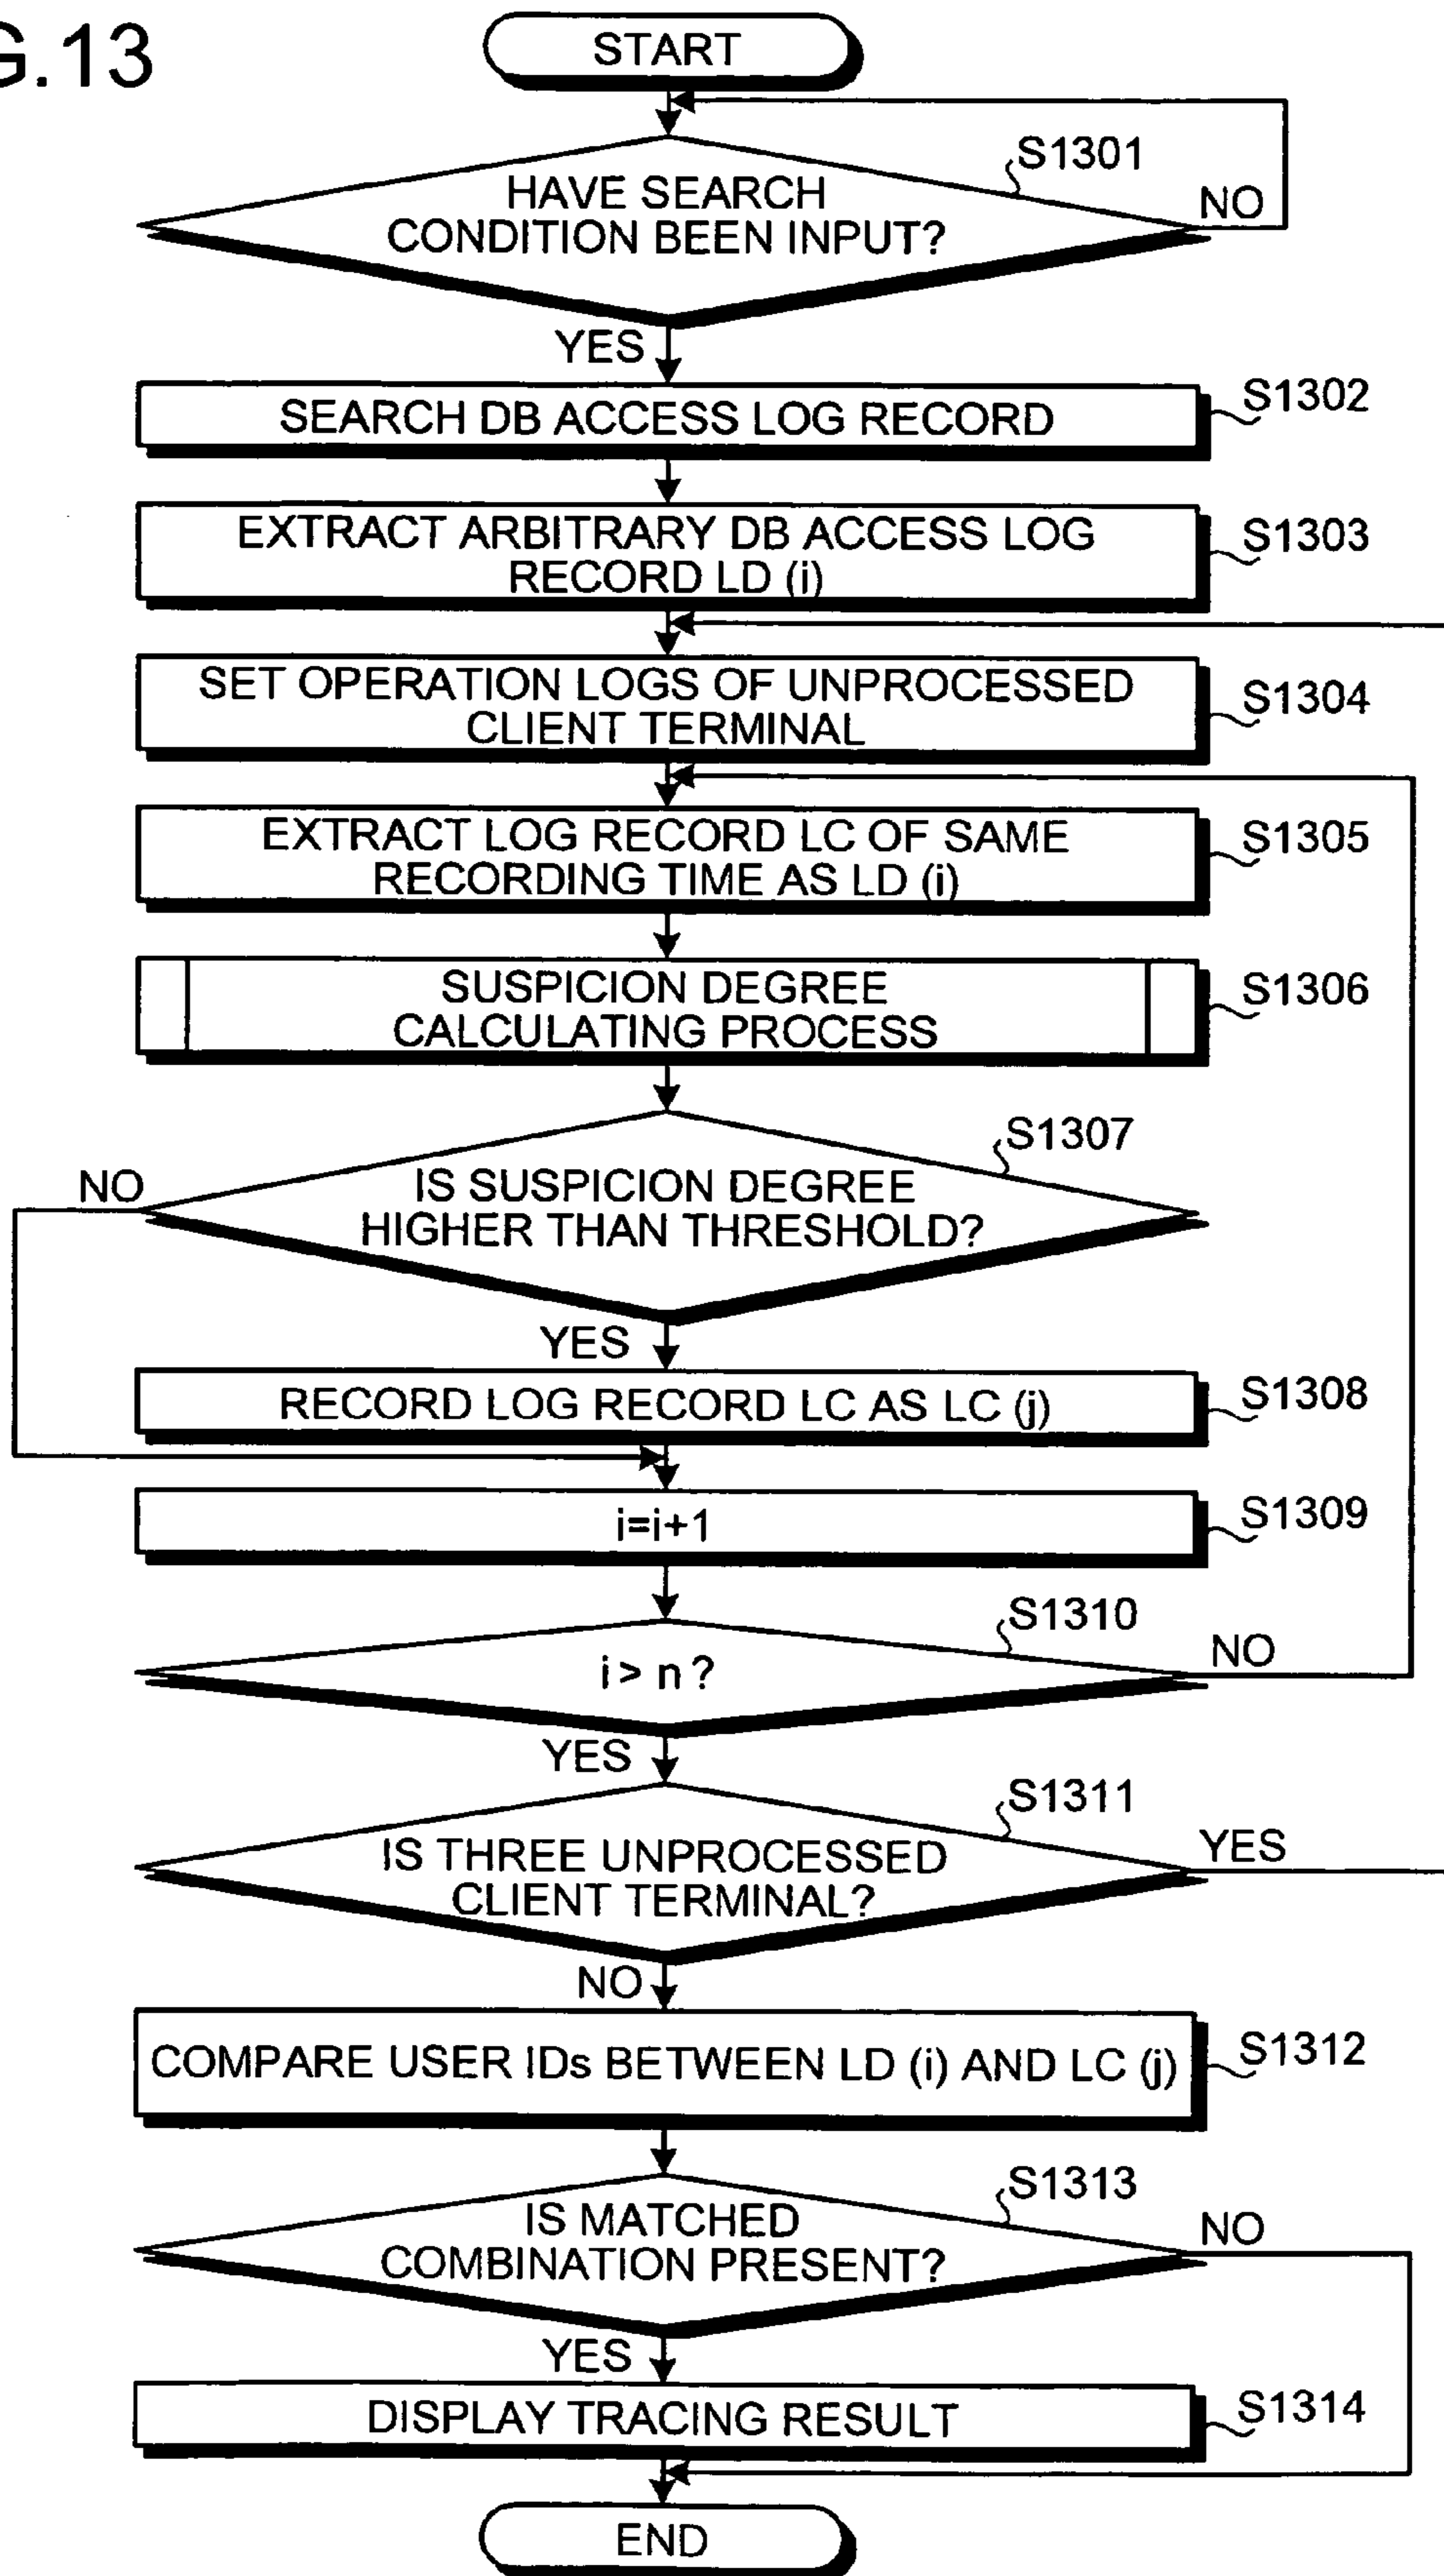 G.13
START
S1301
HAVE SEARCH
CONDITION BEEN INPUT?
NO
YES
SEARCH DB ACCESS LOG RECORD
S1302
EXTRACT ARBITRARY DB ACCESS LOG
RECORD LD (i)
S1303
SET OPERATION LOGS OF UNPROCESSED
CLIENT TERMINAL
S1304
EXTRACT LOG RECORD LC OF SAME
RECORDING TIME AS LD (i)
S1305
SUSPICION DEGREE
CALCULATING PROCESS
S1306
S1307
NO
IS SUSPICION DEGREE
HIGHER THAN THRESHOLD?
YES
RECORD LOG RECORD LC AS LC (j)
S1308
i=i+1
S1309
S1310
i > n ?
NO
YES
S1311
IS THREE UNPROCESSED
CLIENT TERMINAL?
YES
NO
COMPARE USER IDs BETWEEN LD (i) AND LC (j)
S1312
S1313
IS MATCHED
COMBINATION PRESENT?
NO
YES
DISPLAY TRACING RESULT
S1314
END